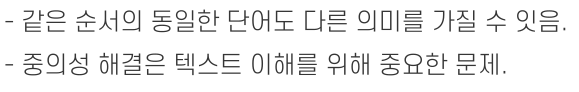 - 같은 순서의 동일한 단어도 다른 의미를 가질 수 잇음.
- 중의성 해결은 텍스트 이해를 위해 중요한 문제.